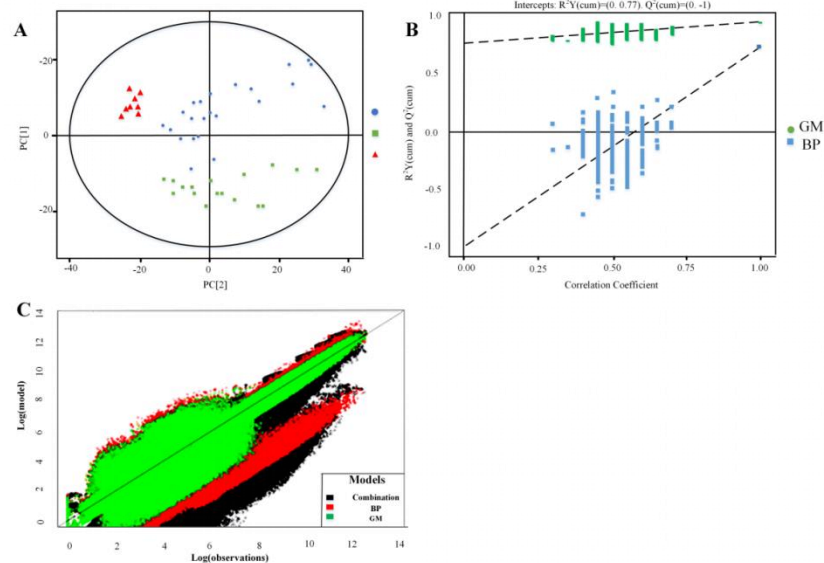 A
-20
0
-20
PC[1]
-40
-20
0
20
40
PC[2]
B
Intercepts: R²Y(cum)=(0. 0.77). Q²(cum)=(0. -1)
1.0
0.5
0.0
-0.5
-1.0
R²Y(cum) and Q²(cum)
0.00
0.25
0.50
0.75
1.00
Correlation Coefficient
GM
BP
C
14
12
10
8
6
4
2
0
Log(model)
0
2
4
6
8
10
12
14
Log(observations)
Models
Combination
BP
GM